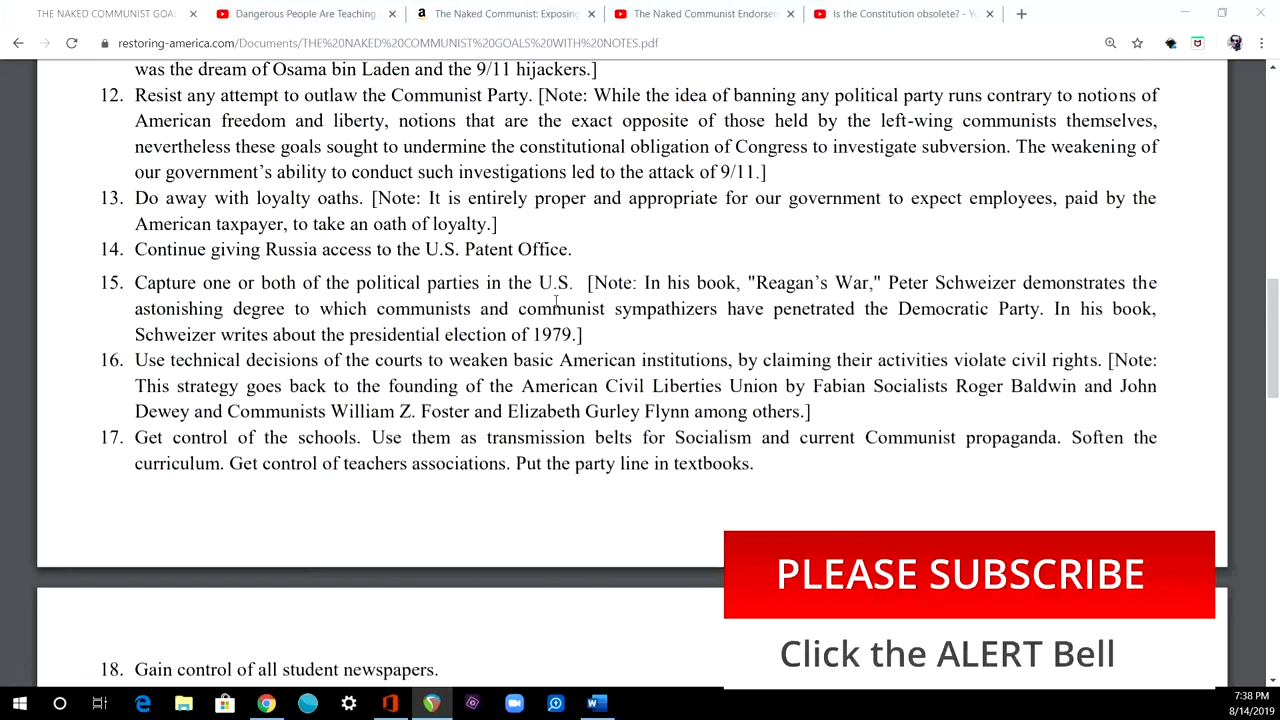 THE NAKED COMMUNIST GOA
Dangerous People Are Teaching
The Naked Communist: Exposing
The Naked Communist Endorsem
Is the Constitution obsolete? - Yo
restoring-america.com/Documents/THE%20NAKED%20COMMUNIST%20GOALS%20WITH%20NOTES.pdf
was the dream of Osama bin Laden and the 9/11 hijackers.]
12. Resist any attempt to outlaw the Communist Party. [Note: While the idea of banning any political party runs contrary to notions of
American freedom and liberty, notions that are the exact opposite of those held by the left-wing communists themselves,
nevertheless these goals sought to undermine the constitutional obligation of Congress to investigate subversion. The weakening of
our government's ability to conduct such investigations led to the attack of 9/11.]
13. Do away with loyalty oaths. [Note: It is entirely proper and appropriate for our government to expect employees, paid by the
American taxpayer, to take an oath of loyalty.]
14. Continue giving Russia access to the U.S. Patent Office.
15. Capture one or both of the political parties in the U.S. [Note: In his book, "Reagan's War," Peter Schweizer demonstrates the
astonishing degree to which communists and communist sympathizers have penetrated the Democratic Party. In his book,
Schweizer writes about the presidential election of 1979.]
16. Use technical decisions of the courts to weaken basic American institutions, by claiming their activities violate civil rights. [Note:
This strategy goes back to the founding of the American Civil Liberties Union by Fabian Socialists Roger Baldwin and John
Dewey and Communists William Z. Foster and Elizabeth Gurley Flynn among others.]
17. Get control of the schools. Use them as transmission belts for Socialism and current Communist propaganda. Soften the
curriculum. Get control of teachers associations. Put the party line in textbooks.
PLEASE SUBSCRIBE
Click the ALERT Bell
18. Gain control of all student newspapers.
7:38 PM
8/14/2019